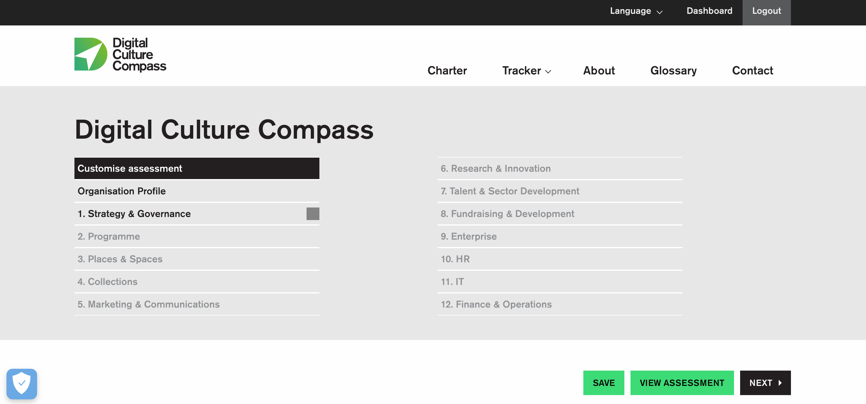 Language
Dashboard
Logout
Digital
Culture
Compass
Charter
Tracker
About
Glossary
Contact
Digital Culture Compass
Customise assessment
Organisation Profile
1. Strategy & Governance
2. Programme
3. Places & Spaces
4. Collections
5. Marketing & Communications
6. Research & Innovation
7. Talent & Sector Development
8. Fundraising & Development
9. Enterprise
10. HR
11. IT
12. Finance & Operations
SAVE
VIEW ASSESSMENT
NEXT